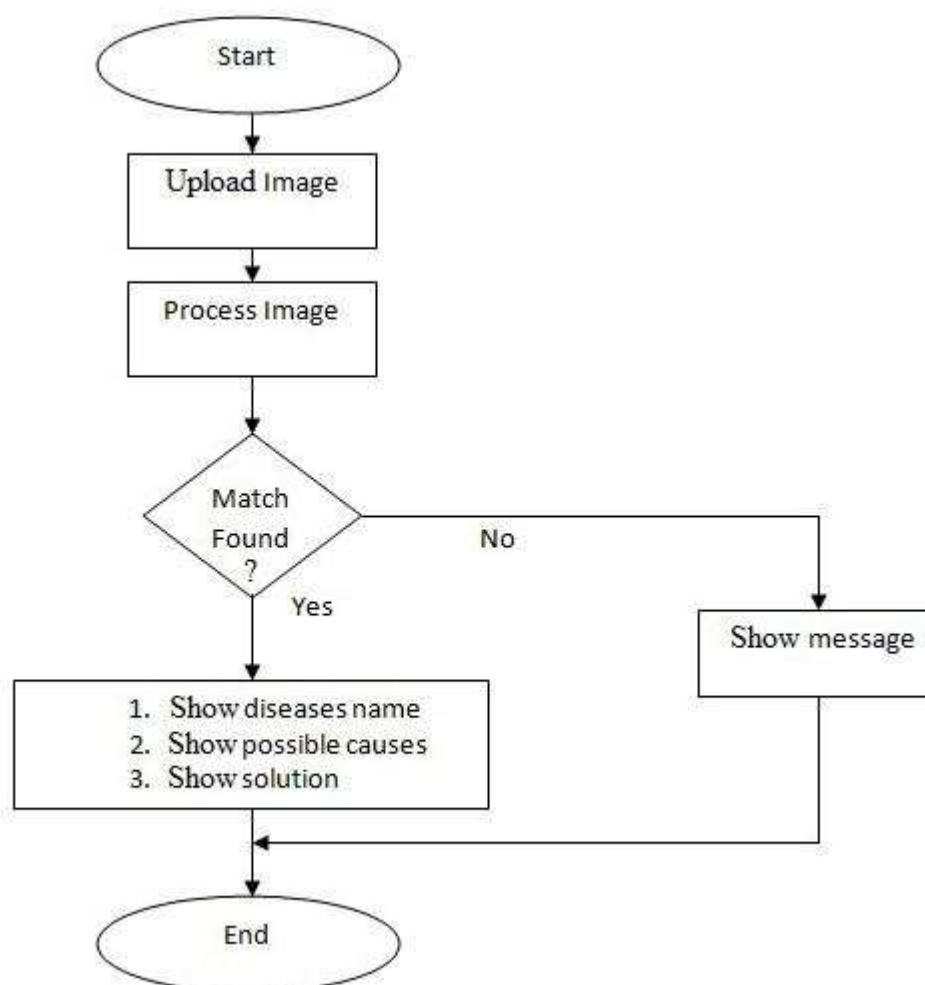 Start
Upload Image
Process Image
Match
Found
?
No
Yes
Show message
1. Show diseases name
2. Show possible causes
3. Show solution
End